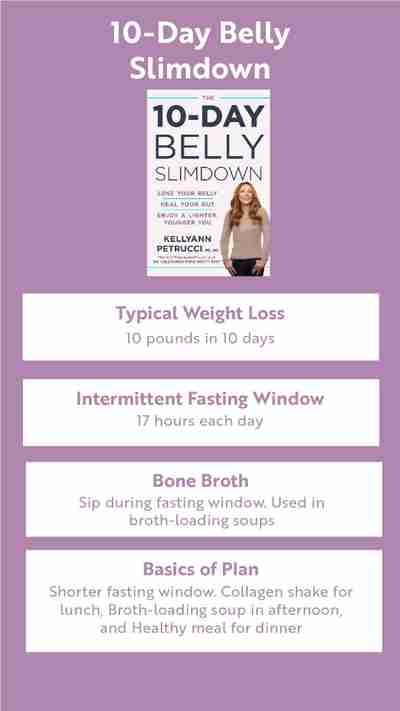 10-Day Belly
Slimdown
THE
10-DAY
BELLY
SLIMDOWN
LOSE YOUR BELLY
HEAL YOUR GUT
ENJOY A LIGHTER,
YOUNGER YOU
KELLYANN
PETRUCCI
Typical Weight Loss
10 pounds in 10 days
Intermittent Fasting Window
17 hours each day
Bone Broth
Sip during fasting window. Used in
broth-loading soups
Basics of Plan
Shorter fasting window. Collagen shake for
lunch, Broth-loading soup in afternoon,
and Healthy meal for dinner